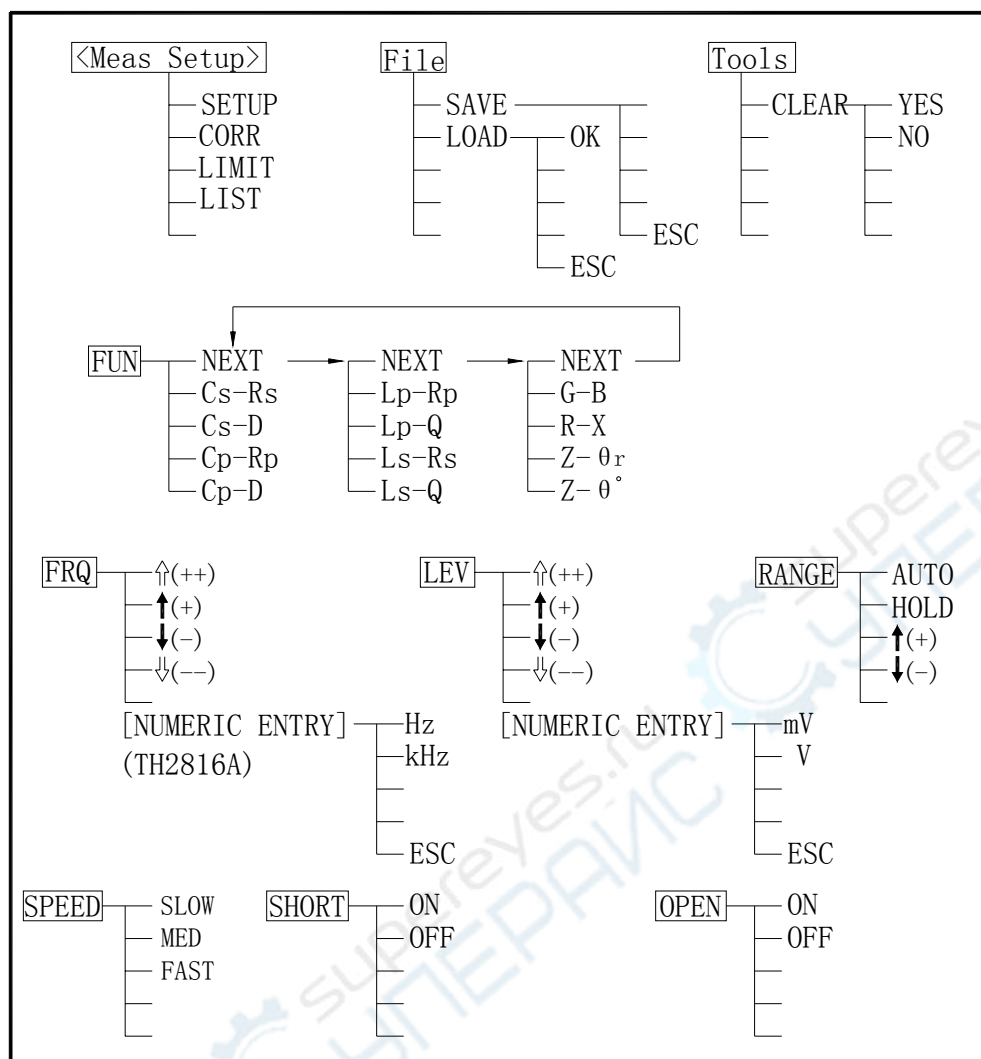 <Meas Setup>
SETUP
CORR
LIMIT
LIST
File
SAVE
LOAD
OK
ESC
ESC
Tools
CLEAR
YES
NO
FUN
NEXT
Cs-Rs
Cs-D
Cp-Rp
Cp-D
NEXT
Lp-Rp
Lp-Q
Ls-Rs
Ls-Q
NEXT
G-B
R-X
Z-θr
Z-θ°
FRQ
⇧(++)
↑(+)
↓(-)
⇩(--)
[NUMERIC ENTRY]
(TH2816A)
Hz
kHz
ESC
LEV
⇧(++)
↑(+)
↓(-)
⇩(--)
[NUMERIC ENTRY]
mV
V
ESC
RANGE
AUTO
HOLD
↑(+)
↓(-)
SPEED
SLOW
MED
FAST
SHORT
ON
OFF
OPEN
ON
OFF
supereyes.ru
СУПЕРАЙС